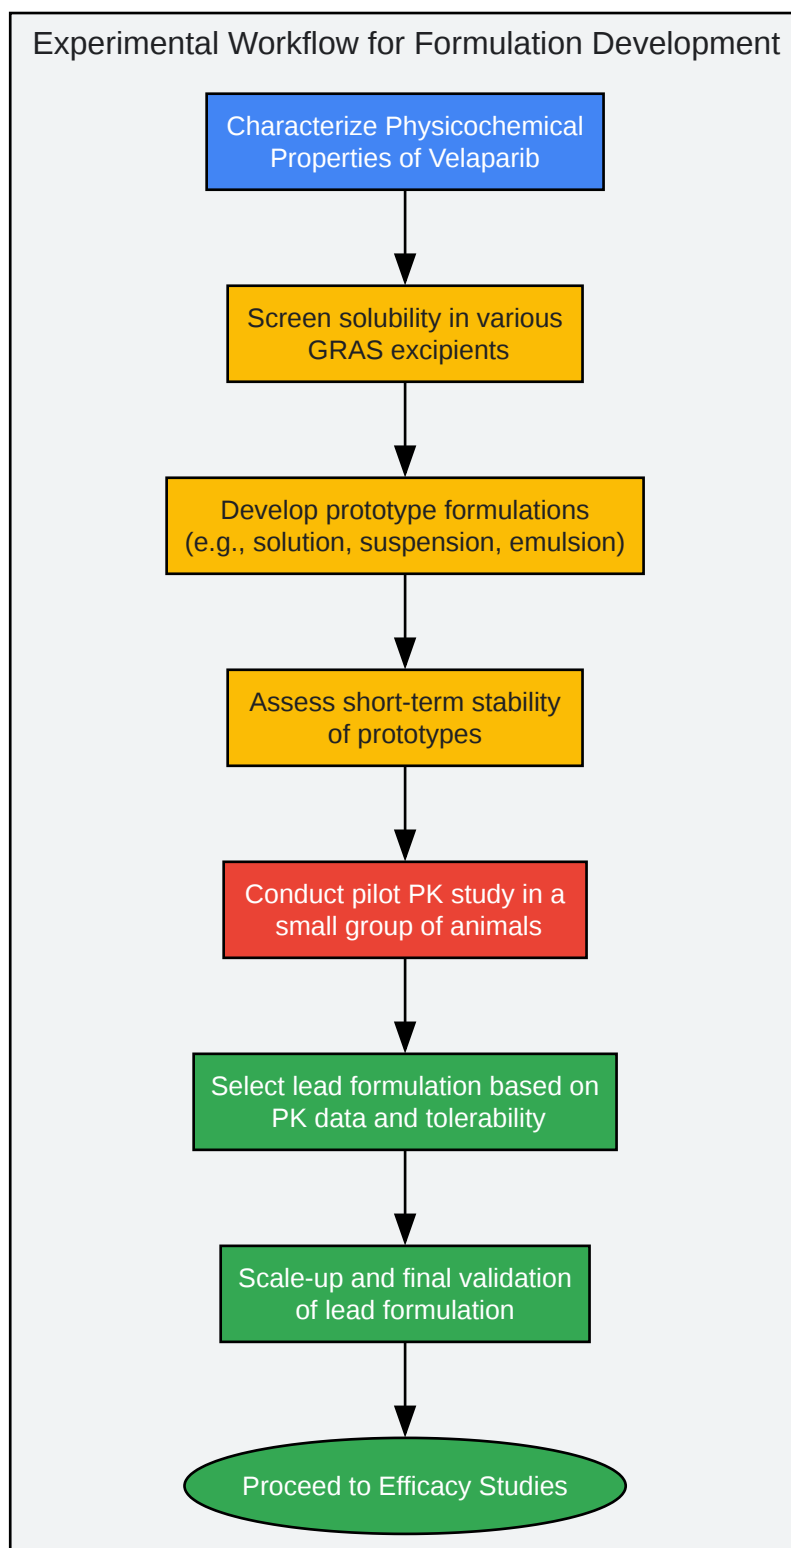 Experimental Workflow for Formulation Development
Characterize Physicochemical
Properties of Velaparib
Screen solubility in various
GRAS excipients
Develop prototype formulations
(e.g., solution, suspension, emulsion)
Assess short-term stability
of prototypes
Conduct pilot PK study in a
small group of animals
Select lead formulation based on
PK data and tolerability
Scale-up and final validation
of lead formulation
Proceed to Efficacy Studies